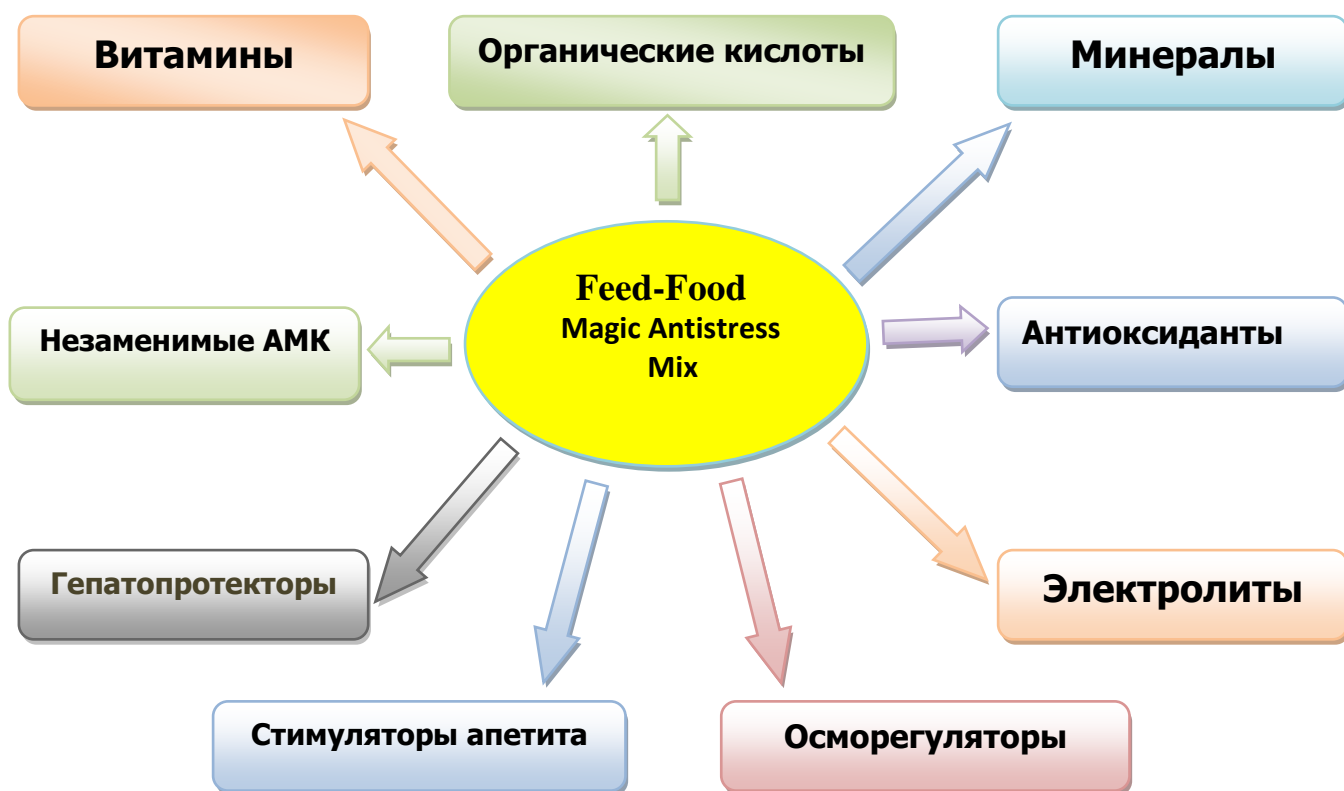 Витамины
Органические кислоты
Минералы
Feed-Food
Magic Antistress
Mix
Незаменимые АМК
Антиоксиданты
Гепатопротекторы
Электролиты
Стимуляторы апетита
Осморегуляторы